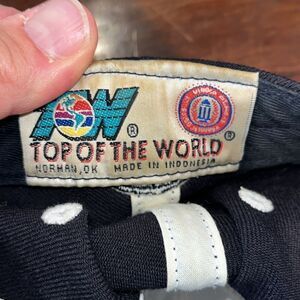 TOW ®
TOP OF THE WORLD ®
NORMAN, OK MADE IN INDONESIA